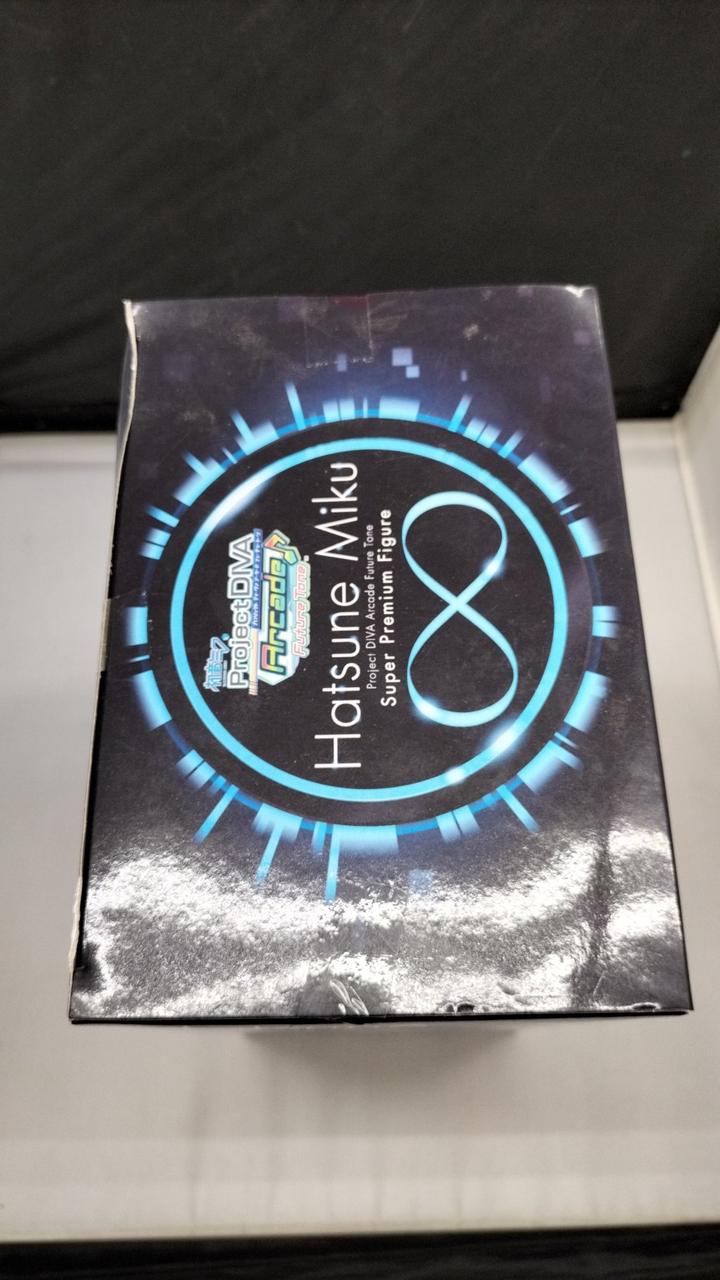 初音ミク
Project DIVA
Arcade
Future Tone
Hatsune Miku
Project DIVA Arcade Future Tone
Super Premium Figure